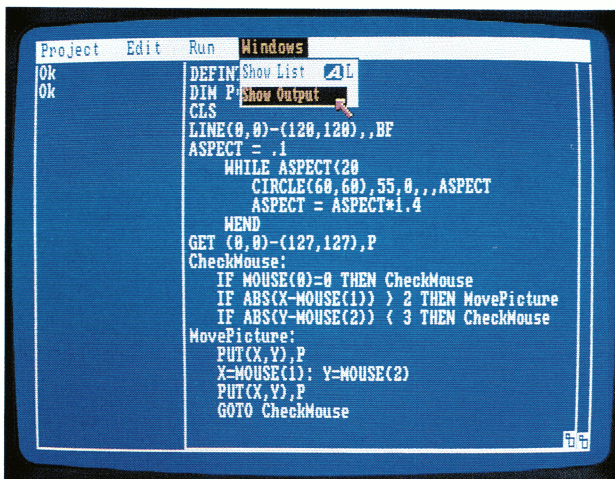 Project Edit Run Windows
Ok
Ok
Show List A L
Show Output
DEFINT
DIM P
CLS
LINE(0,0)-(120,120),,BF
ASPECT = .1
WHILE ASPECT<20
CIRCLE(60,60),55,0,,,ASPECT
ASPECT = ASPECT*1.4
WEND
GET (0,0)-(127,127),P
CheckMouse:
IF MOUSE(0)=0 THEN CheckMouse
IF ABS(X-MOUSE(1)) > 2 THEN MovePicture
IF ABS(Y-MOUSE(2)) < 3 THEN CheckMouse
MovePicture:
PUT(X,Y),P
X=MOUSE(1): Y=MOUSE(2)
PUT(X,Y),P
GOTO CheckMouse